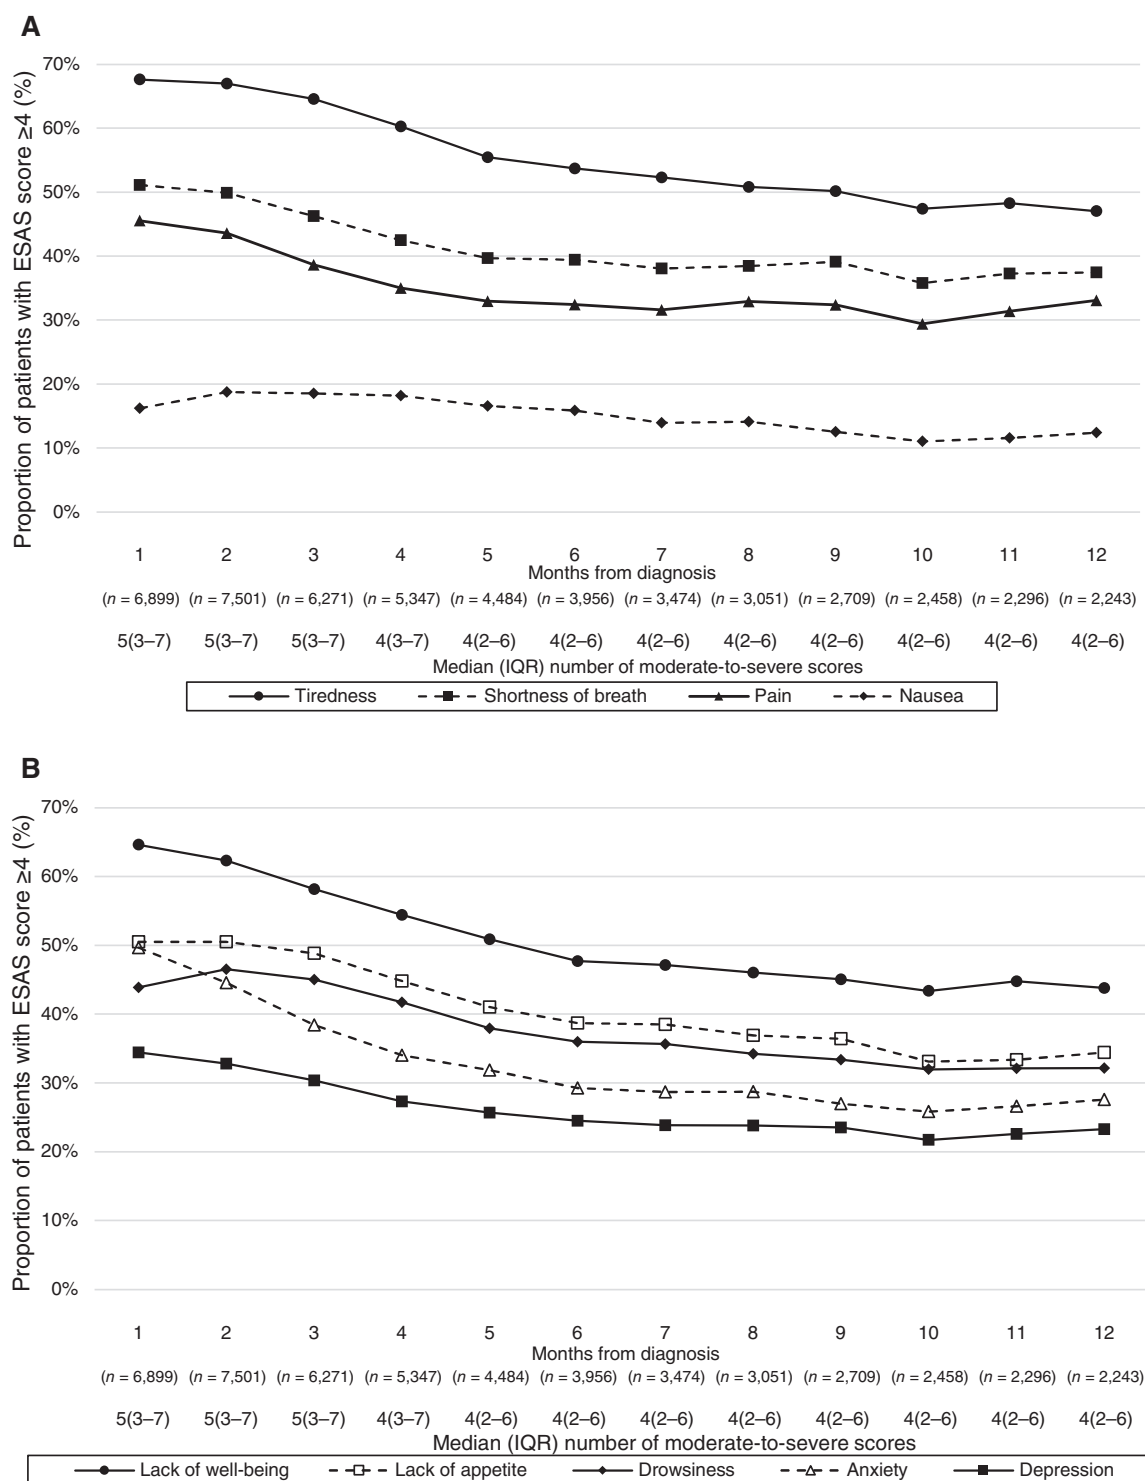 A
Proportion of patients with ESAS score ≥4 (%)
70%
60%
50%
40%
30%
20%
10%
0%
1 2 3 4 5 6 7 8 9 10 11 12
Months from diagnosis
(n = 6,899) (n = 7,501) (n = 6,271) (n = 5,347) (n = 4,484) (n = 3,956) (n = 3,474) (n = 3,051) (n = 2,709) (n = 2,458) (n = 2,296) (n = 2,243)
5(3–7) 5(3–7) 5(3–7) 4(3–7) 4(2–6) 4(2–6) 4(2–6) 4(2–6) 4(2–6) 4(2–6) 4(2–6) 4(2–6)
Median (IQR) number of moderate-to-severe scores
Tiredness Shortness of breath Pain Nausea
B
Proportion of patients with ESAS score ≥4 (%)
70%
60%
50%
40%
30%
20%
10%
0%
1 2 3 4 5 6 7 8 9 10 11 12
Months from diagnosis
(n = 6,899) (n = 7,501) (n = 6,271) (n = 5,347) (n = 4,484) (n = 3,956) (n = 3,474) (n = 3,051) (n = 2,709) (n = 2,458) (n = 2,296) (n = 2,243)
5(3–7) 5(3–7) 5(3–7) 4(3–7) 4(2–6) 4(2–6) 4(2–6) 4(2–6) 4(2–6) 4(2–6) 4(2–6) 4(2–6)
Median (IQR) number of moderate-to-severe scores
Lack of well-being Lack of appetite Drowsiness Anxiety Depression